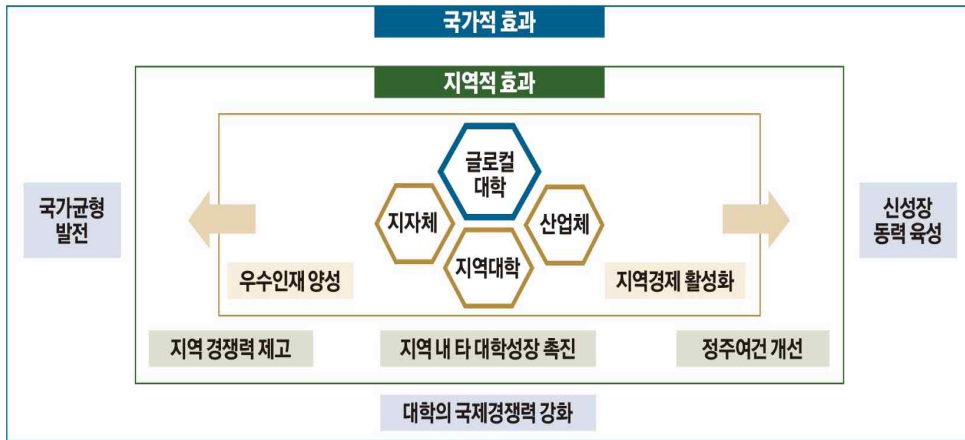 국가적 효과
지역적 효과
글로컬
대학
지자체
산업체
지역대학
국가균형
발전
신성장
동력 육성
우수인재 양성
지역경제 활성화
지역 경쟁력 제고
지역 내 타 대학성장 촉진
정주여건 개선
대학의 국제경쟁력 강화